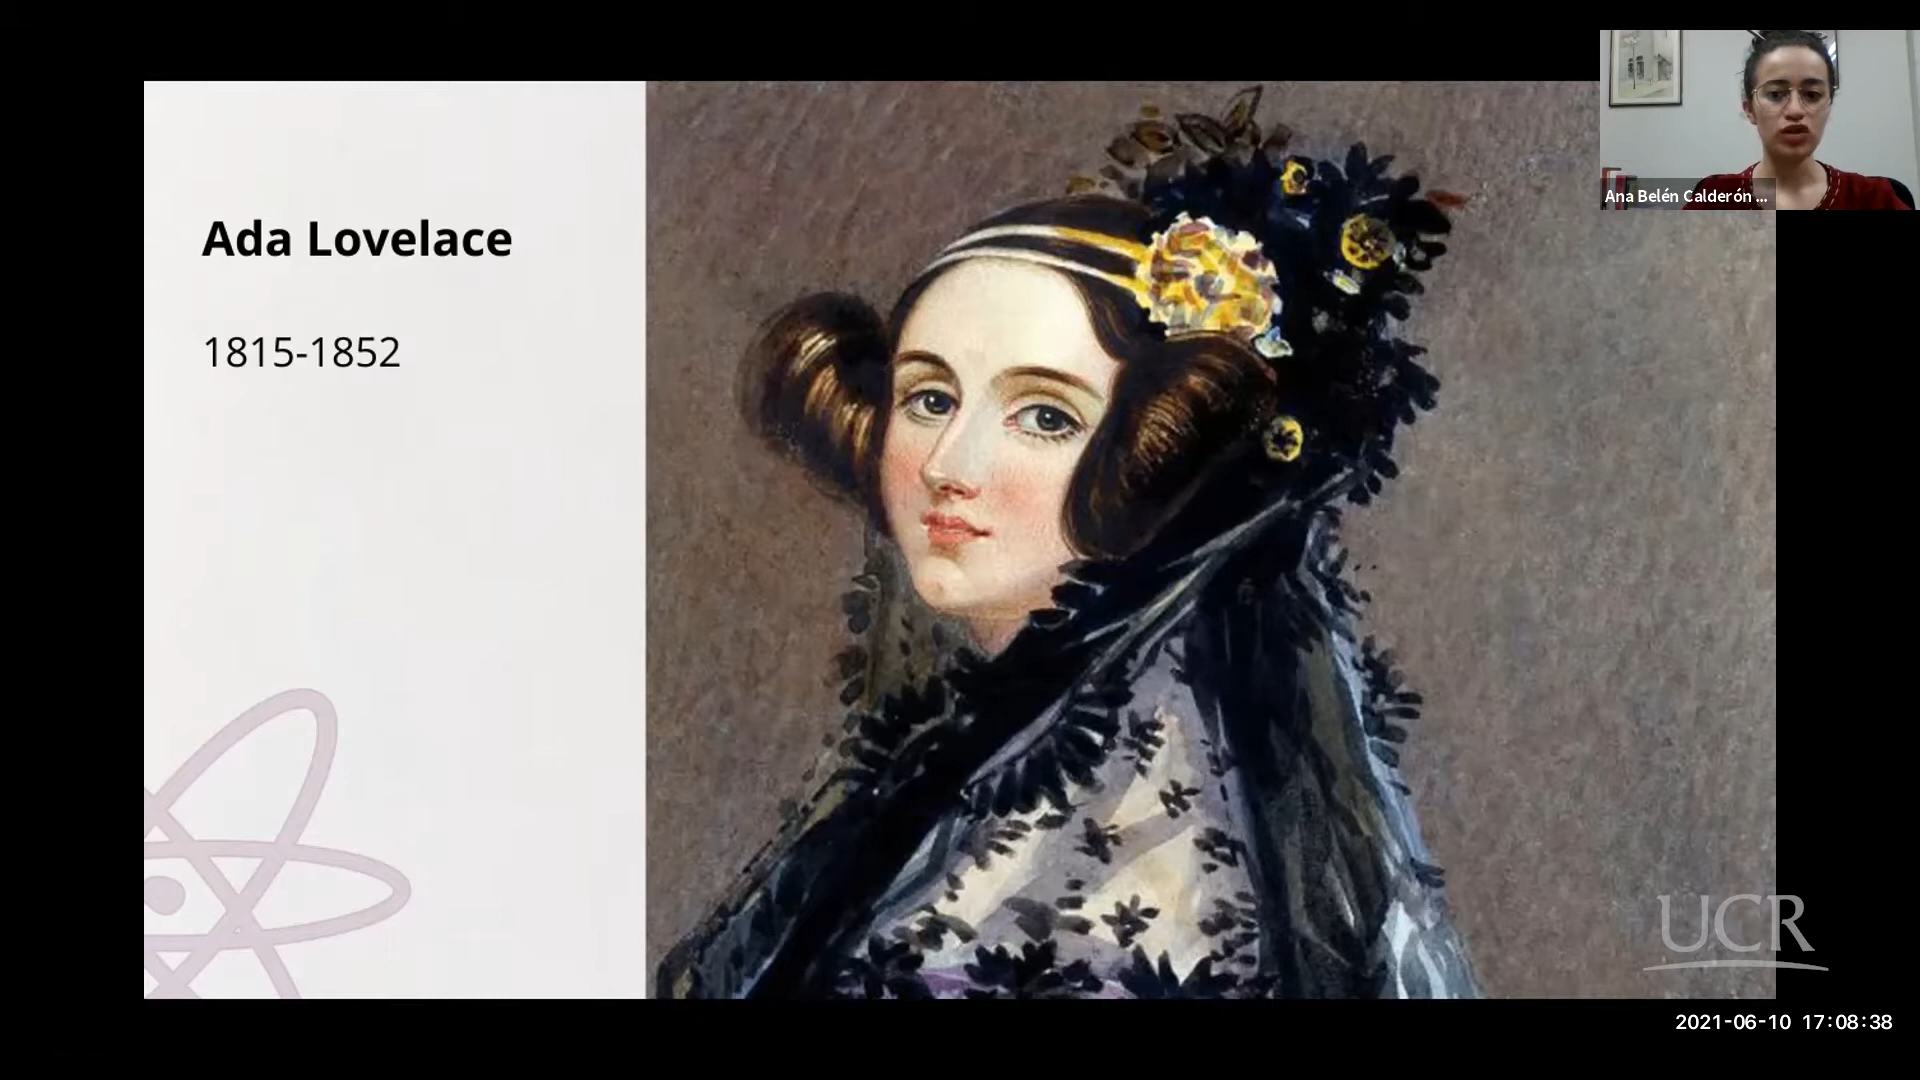 Ada Lovelace
1815-1852
Ana Belén Calderón ...
UCR
2021-06-10 17:08:38